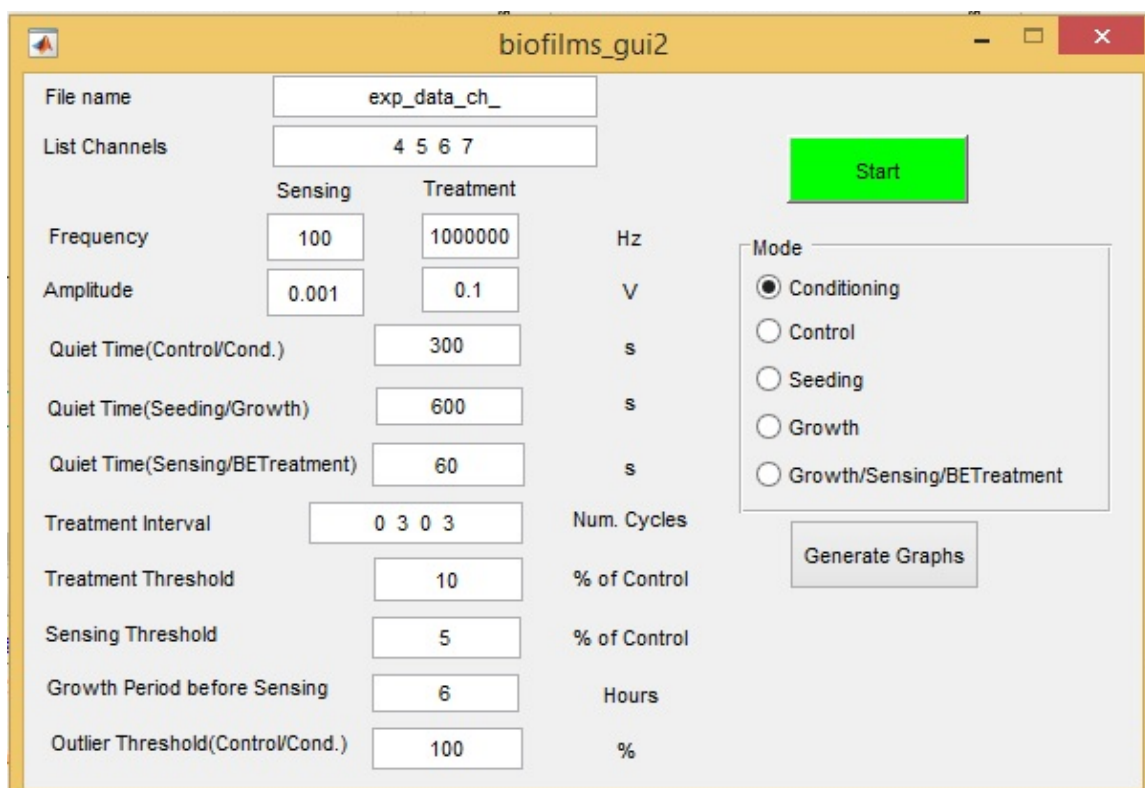 biofilms_gui2
File name exp_data_ch_
List Channels 4 5 6 7
Start
Sensing Treatment
Frequency 100 1000000 Hz
Mode
Amplitude 0.001 0.1 V
Conditioning
Control
Quiet Time(Control/Cond.) 300 s
Seeding
Quiet Time(Seeding/Growth) 600 s
Growth
Quiet Time(Sensing/BETreatment) 60 s
Growth/Sensing/BETreatment
Treatment Interval 0 3 0 3 Num. Cycles
Generate Graphs
Treatment Threshold 10 % of Control
Sensing Threshold 5 % of Control
Growth Period before Sensing 6 Hours
Outlier Threshold(Control/Cond.) 100 %